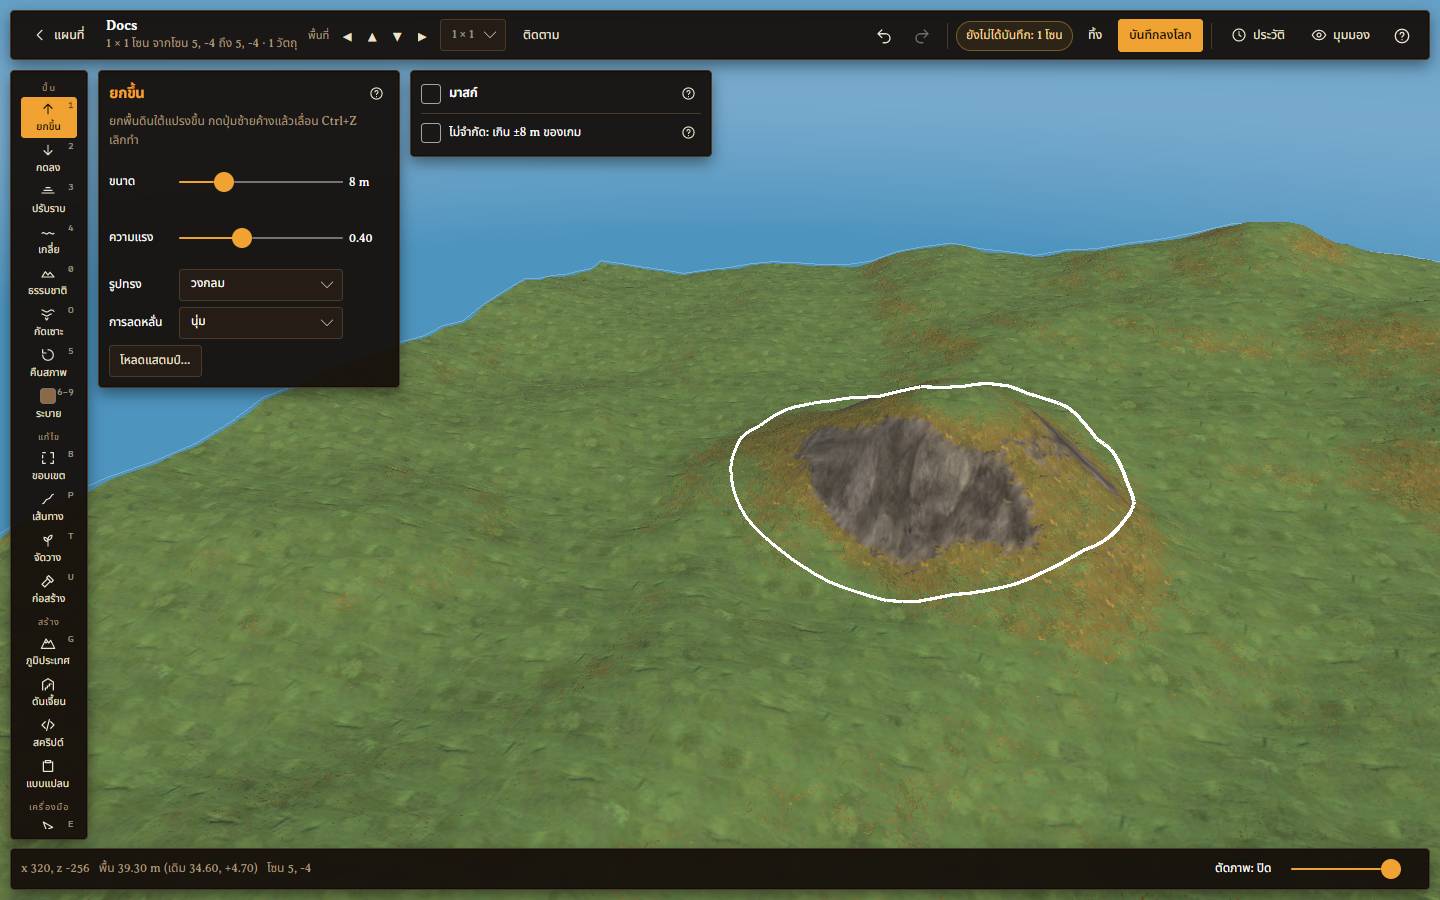 แผนที่
Docs
1 × 1 โซน จากโซน 5, -4 ถึง 5, -4 · 1 วัตถุ
พื้นที่
◀ ▲ ▼ ▶
1 × 1
ติดตาม
ยังไม่ได้บันทึก: 1 โซน
ทิ้ง
บันทึกลงโลก
ประวัติ
มุมมอง
ปั้น
1
ยกขึ้น
2
กดลง
3
ปรับราบ
4
เกลี่ย
0
ธรรมชาติ
O
กัดเซาะ
5
คืนสภาพ
6–9
ระบาย
แก้ไข
B
ขอบเขต
P
เส้นทาง
T
จัดวาง
U
ก่อสร้าง
สร้าง
G
ภูมิประเทศ
ดันเจี้ยน
สคริปต์
แบบแปลน
เครื่องมือ
E
ยกขึ้น
ยกพื้นดินใต้แปรงขึ้น กดปุ่มซ้ายค้างแล้วเลื่อน Ctrl+Z
เลิกทำ
ขนาด
8 m
ความแรง
0.40
รูปทรง
วงกลม
การลดหลั่น
นุ่ม
โหลดแสตมป์...
มาสก์
ไม่จำกัด: เกิน ±8 m ของเกม
x 320, z -256 พื้น 39.30 m (เดิม 34.60, +4.70) โซน 5, -4
ตัดภาพ: ปิด